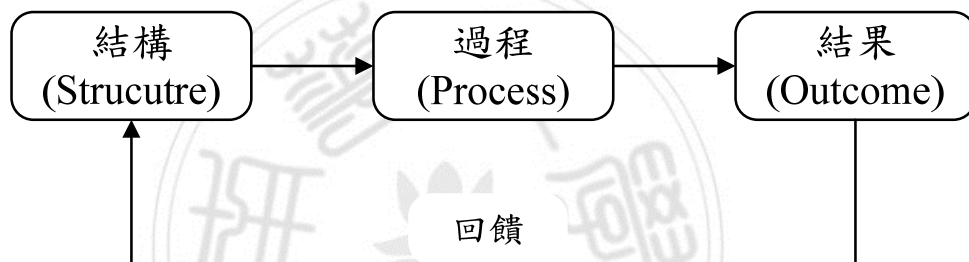 結構
(Strucutre)
過程
(Process)
結果
(Outcome)
回饋